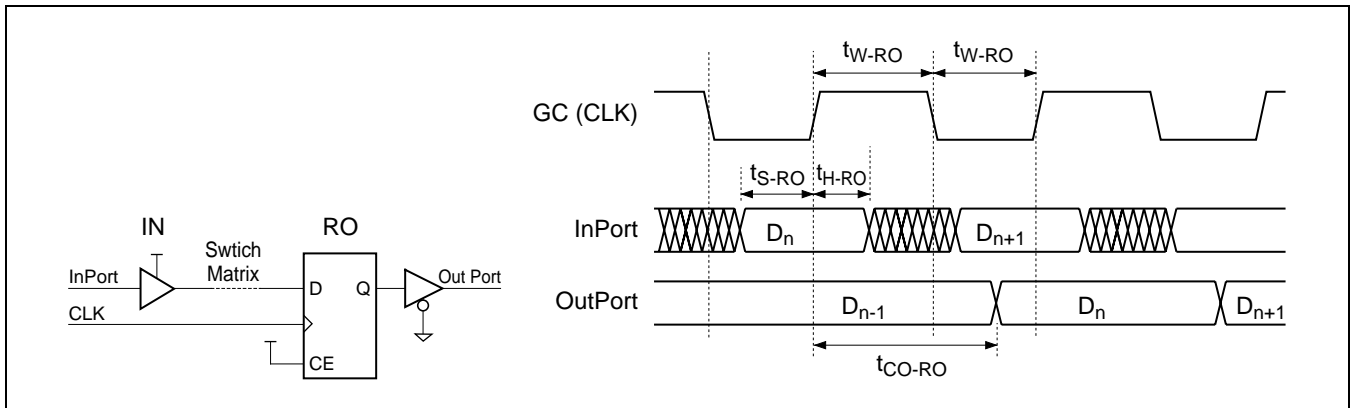 IN
RO
Swtich
Matrix
InPort
CLK
D
Q
CE
Out Port
tW-RO
tW-RO
GC (CLK)
tS-RO
tH-RO
InPort
Dn
Dn+1
OutPort
Dn-1
Dn
Dn+1
tCO-RO